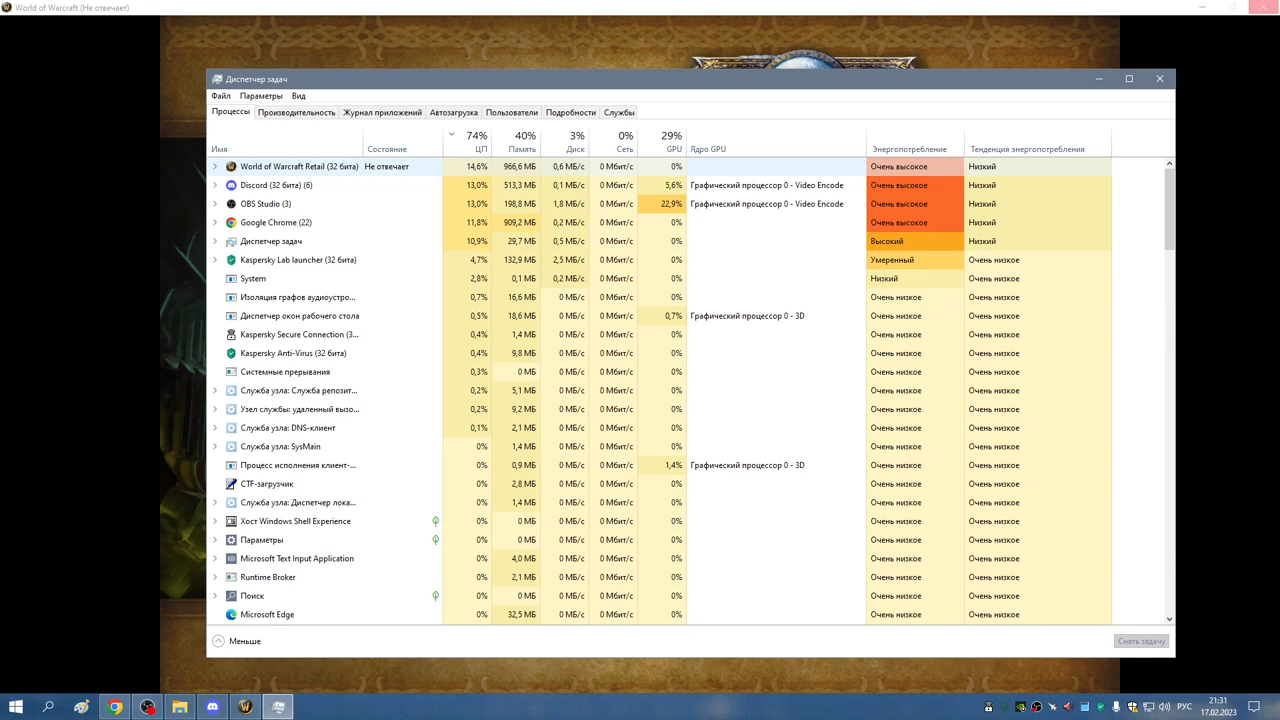 World of Warcraft (Не отвечает)
Диспетчер задач
Файл Параметры Вид
Процессы Производительность Журнал приложений Автозагрузка Пользователи Подробности Службы
74% 40% 3% 0% 29%
Имя Состояние ЦП Память Диск Сеть GPU Ядро GPU Энергопотребление Тенденция энергопотребления
World of Warcraft Retail (32 бита) Не отвечает 14,6% 966,6 МБ 0,6 МБ/с 0 Мбит/с 0% Очень высокое Низкий
Discord (32 бита) (6) 13,0% 513,3 МБ 0,1 МБ/с 0 Мбит/с 5,6% Графический процессор 0 - Video Encode Очень высокое Низкий
OBS Studio (3) 13,0% 198,8 МБ 1,8 МБ/с 0 Мбит/с 22,9% Графический процессор 0 - Video Encode Очень высокое Низкий
Google Chrome (22) 11,8% 909,2 МБ 0,2 МБ/с 0 Мбит/с 0% Очень высокое Низкий
Диспетчер задач 10,9% 29,7 МБ 0,5 МБ/с 0 Мбит/с 0% Высокий Низкий
Kaspersky Lab launcher (32 бита) 4,7% 132,9 МБ 2,5 МБ/с 0 Мбит/с 0% Умеренный Очень низкое
System 2,8% 0,1 МБ 0,2 МБ/с 0 Мбит/с 0% Низкий Очень низкое
Изоляция графов аудиоустро... 0,7% 16,6 МБ 0 МБ/с 0 Мбит/с 0% Очень низкое Очень низкое
Диспетчер окон рабочего стола 0,5% 18,6 МБ 0 МБ/с 0 Мбит/с 0,7% Графический процессор 0 - 3D Очень низкое Очень низкое
Kaspersky Secure Connection (3... 0,4% 1,4 МБ 0 МБ/с 0 Мбит/с 0% Очень низкое Очень низкое
Kaspersky Anti-Virus (32 бита) 0,4% 9,8 МБ 0 МБ/с 0 Мбит/с 0% Очень низкое Очень низкое
Системные прерывания 0,3% 0 МБ 0 МБ/с 0 Мбит/с 0% Очень низкое Очень низкое
Служба узла: Служба репозит... 0,2% 5,1 МБ 0 МБ/с 0 Мбит/с 0% Очень низкое Очень низкое
Узел службы: удаленный вызо... 0,2% 9,2 МБ 0 МБ/с 0 Мбит/с 0% Очень низкое Очень низкое
Служба узла: DNS-клиент 0,1% 2,1 МБ 0 МБ/с 0 Мбит/с 0% Очень низкое Очень низкое
Служба узла: SysMain 0% 1,4 МБ 0 МБ/с 0 Мбит/с 0% Очень низкое Очень низкое
Процесс исполнения клиент-... 0% 0,9 МБ 0 МБ/с 0 Мбит/с 1,4% Графический процессор 0 - 3D Очень низкое Очень низкое
CTF-загрузчик 0% 2,8 МБ 0 МБ/с 0 Мбит/с 0% Очень низкое Очень низкое
Служба узла: Диспетчер лока... 0% 1,4 МБ 0 МБ/с 0 Мбит/с 0% Очень низкое Очень низкое
Хост Windows Shell Experience 0% 0 МБ 0 МБ/с 0 Мбит/с 0% Очень низкое Очень низкое
Параметры 0% 0 МБ 0 МБ/с 0 Мбит/с 0% Очень низкое Очень низкое
Microsoft Text Input Application 0% 4,0 МБ 0 МБ/с 0 Мбит/с 0% Очень низкое Очень низкое
Runtime Broker 0% 2,1 МБ 0 МБ/с 0 Мбит/с 0% Очень низкое Очень низкое
Поиск 0% 0 МБ 0 МБ/с 0 Мбит/с 0% Очень низкое Очень низкое
Microsoft Edge 0% 32,5 МБ 0 МБ/с 0 Мбит/с 0% Очень низкое Очень низкое
Меньше Снять задачу
РУС 21:31
17.02.2023